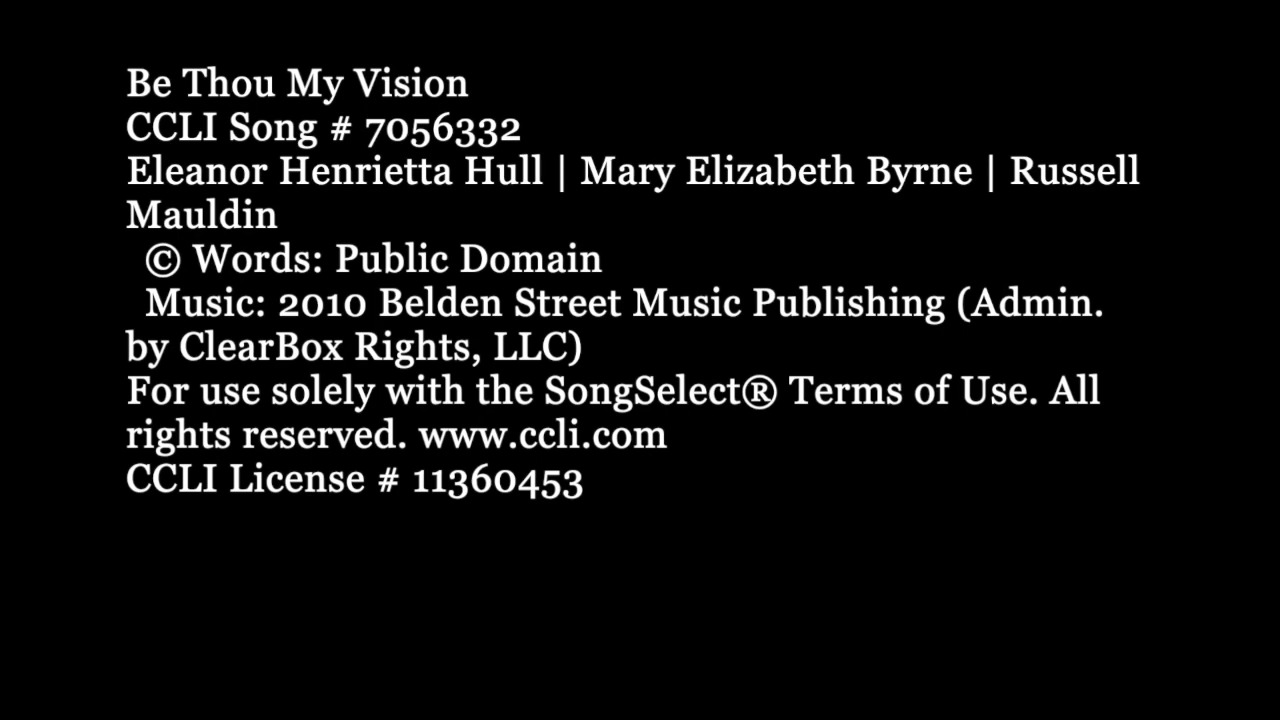 Be Thou My Vision
CCLI Song # 7056332
Eleanor Henrietta Hull | Mary Elizabeth Byrne | Russell
Mauldin
© Words: Public Domain
Music: 2010 Belden Street Music Publishing (Admin.
by ClearBox Rights, LLC)
For use solely with the SongSelect® Terms of Use. All
rights reserved. www.ccli.com
CCLI License # 11360453